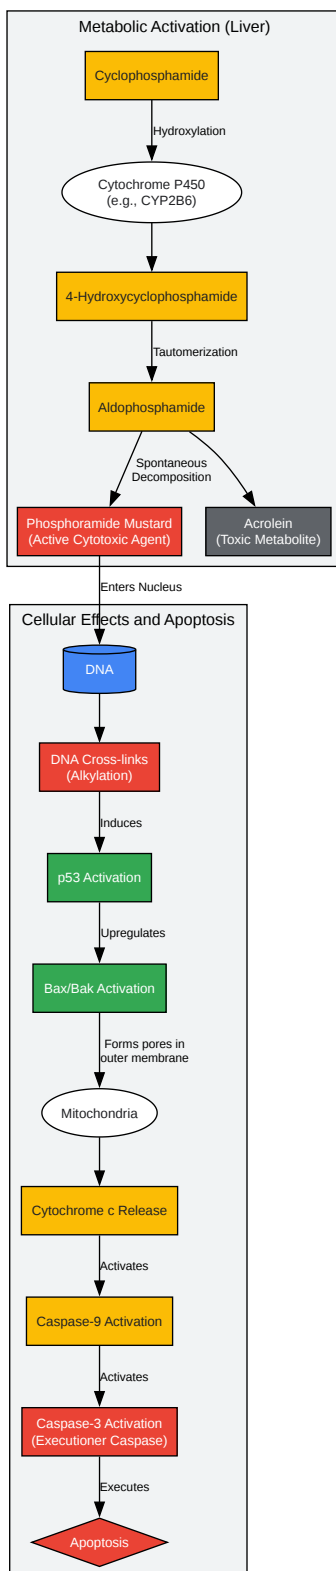 Metabolic Activation (Liver)
Cyclophosphamide
Hydroxylation
Cytochrome P450
(e.g., CYP2B6)
4-Hydroxycyclophosphamide
Tautomerization
Aldophosphamide
Spontaneous
Decomposition
Phosphoramide Mustard
(Active Cytotoxic Agent)
Acrolein
(Toxic Metabolite)
Enters Nucleus
Cellular Effects and Apoptosis
DNA
DNA Cross-links
(Alkylation)
Induces
p53 Activation
Upregulates
Bax/Bak Activation
Forms pores in
outer membrane
Mitochondria
Cytochrome c Release
Activates
Caspase-9 Activation
Activates
Caspase-3 Activation
(Executioner Caspase)
Executes
Apoptosis